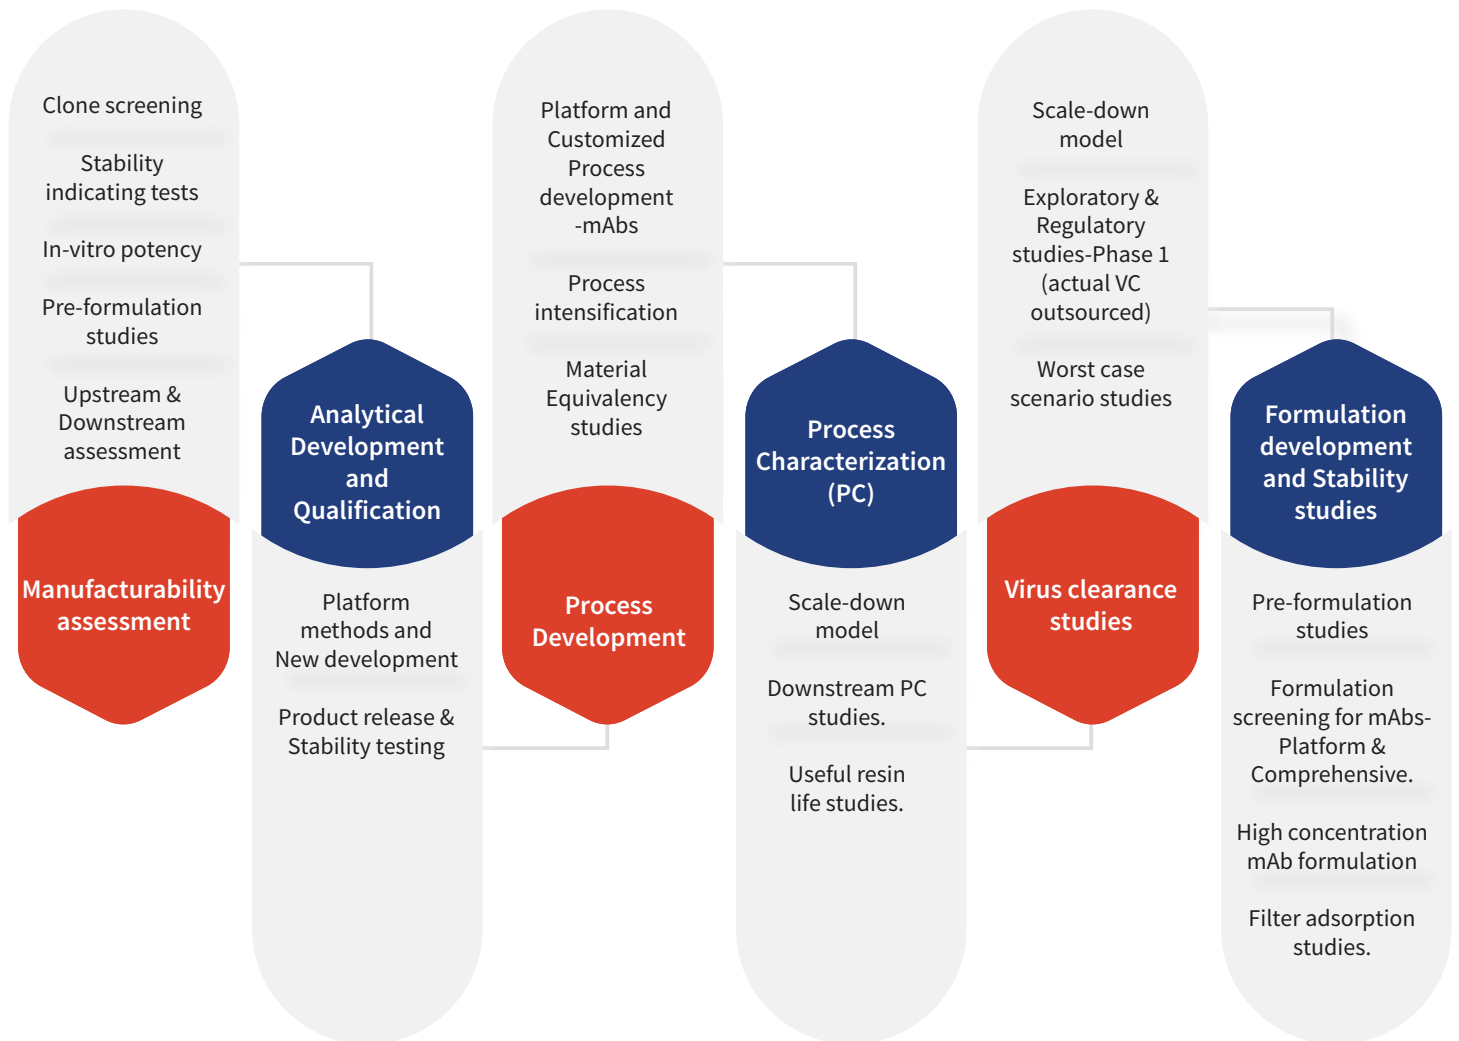 Clone screening
Stability
indicating tests
In-vitro potency
Pre-formulation
studies
Upstream &
Downstream
assessment
Manufacturability
assessment
Analytical
Development
and
Qualification
Platform
methods and
New development
Product release &
Stability testing
Platform and
Customized
Process
development
-mAbs
Process
intensification
Material
Equivalency
studies
Process
Development
Process
Characterization
(PC)
Scale-down
model
Downstream PC
studies.
Useful resin
life studies.
Scale-down
model
Exploratory &
Regulatory
studies-Phase 1
(actual VC
outsourced)
Worst case
scenario studies
Virus clearance
studies
Formulation
development
and Stability
studies
Pre-formulation
studies
Formulation
screening for mAbs-
Platform &
Comprehensive.
High concentration
mAb formulation
Filter adsorption
studies.